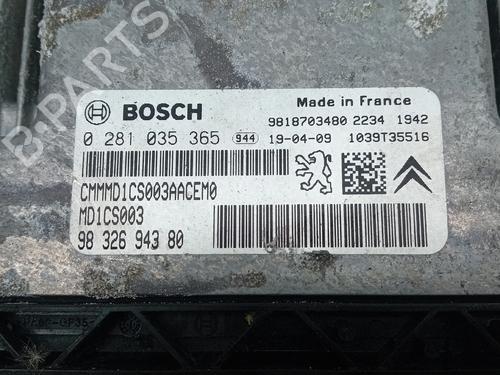 BOSCH
Made in France
9818703480 2234 1942
0 281 035 365 944 19-04-09 1039T35516
CMMMD1CS003AACEM0
MD1CS003
98 326 943 80
B-PARTS